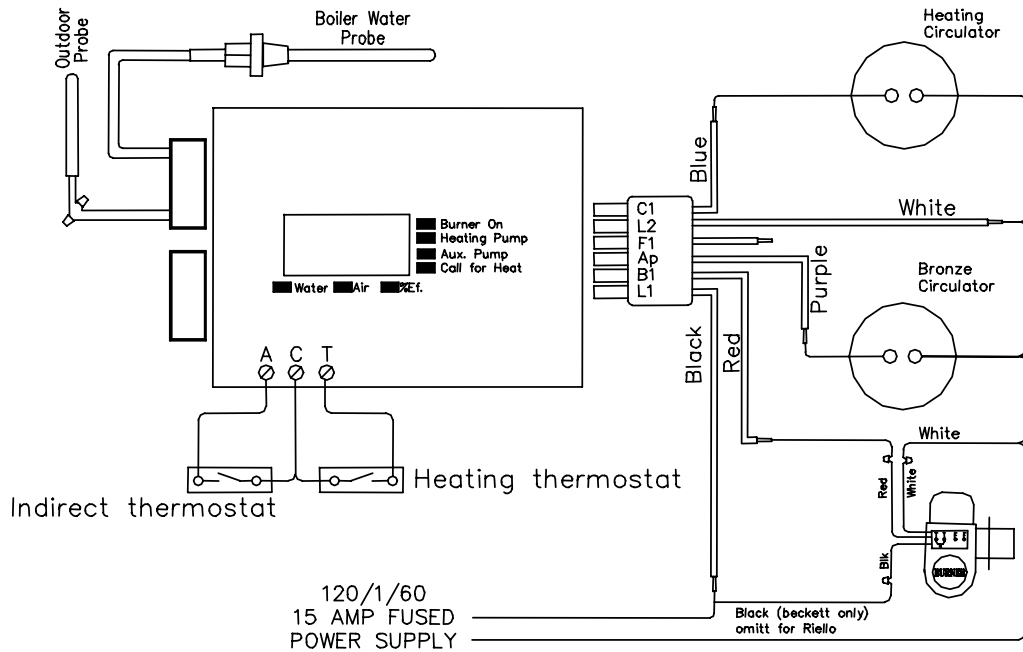 Outdoor
Probe
Boiler Water
Probe
Heating
Circulator
Burner On
Heating Pump
Aux. Pump
Call for Heat
Water Air %Ef.
C1
L2
F1
Ap
B1
L1
Blue
White
Purple
Bronze
Circulator
Black
Red
A C T
Indirect thermostat
Heating thermostat
White
Red
White
Blk
BURNER
120/1/60
15 AMP FUSED
POWER SUPPLY
Black (beckett only)
omitt for Riello